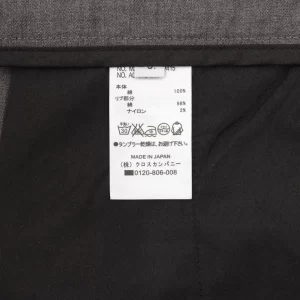 本体
綿 100%
リブ部分
綿 98%
ナイロン 2%
●タンブラー乾燥は、お避け下さい。
MADE IN JAPAN
(株)クロスカンパニー
0120-806-008